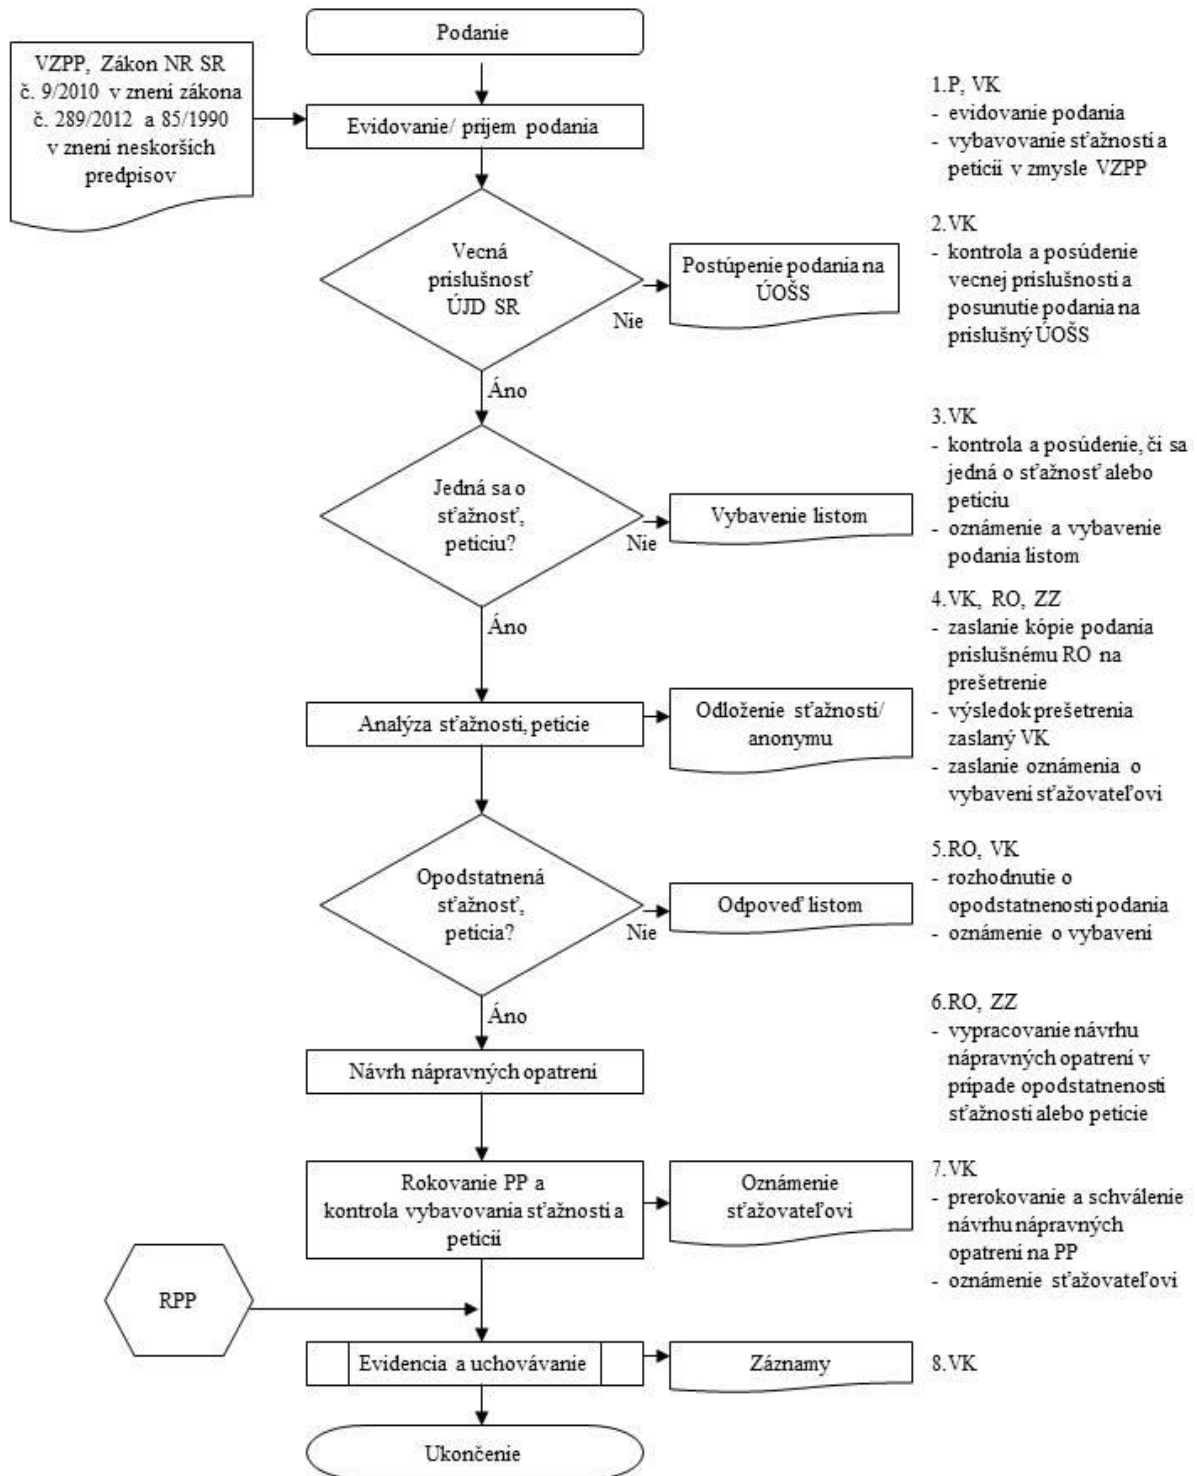 Podanie
VZPP, Zákon NR SR
č. 9/2010 v znení zákona
č. 289/2012 a 85/1990
v znení neskorších
predpisov
Evidovanie/ príjem podania
1.P, VK
- evidovanie podania
- vybavovanie sťažností a
petícií v zmysle VZPP
Vecná
príslušnosť
ÚJD SR
Nie
Postúpenie podania na
ÚOŠS
2.VK
- kontrola a posúdenie
vecnej príslušnosti a
posunutie podania na
príslušný ÚOŠS
Áno
Jedná sa o
sťažnosť,
petíciu?
Nie
Vybavenie listom
3.VK
- kontrola a posúdenie, či sa
jedná o sťažnosť alebo
petíciu
- oznámenie a vybavenie
podania listom
Áno
Analýza sťažnosti, petície
Odloženie sťažnosti/
anonymu
4.VK, RO, ZZ
- zaslanie kópie podania
príslušnému RO na
prešetrenie
- výsledok prešetrenia
zaslaný VK
- zaslanie oznámenia o
vybavení sťažovateľovi
Opodstatnená
sťažnosť,
petícia?
Nie
Odpoveď listom
5.RO, VK
- rozhodnutie o
opodstatnenosti podania
- oznámenie o vybavení
Áno
Návrh nápravných opatrení
6.RO, ZZ
- vypracovanie návrhu
nápravných opatrení v
prípade opodstatnenosti
sťažnosti alebo petície
Rokovanie PP a
kontrola vybavovania sťažností a
petícií
Oznámenie
sťažovateľovi
7.VK
- prerokovanie a schválenie
návrhu nápravných
opatrení na PP
- oznámenie sťažovateľovi
RPP
Evidencia a uchovávanie
Záznamy
8.VK
Ukončenie